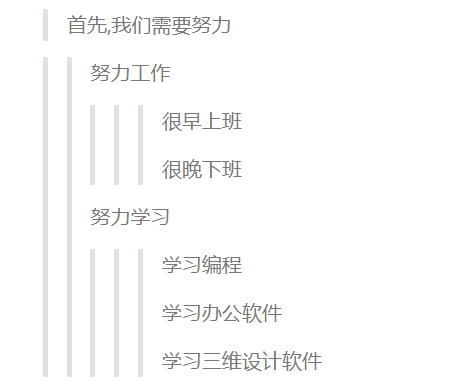 首先,我们需要努力
努力工作
很早上班
很晚下班
努力学习
学习编程
学习办公软件
学习三维设计软件